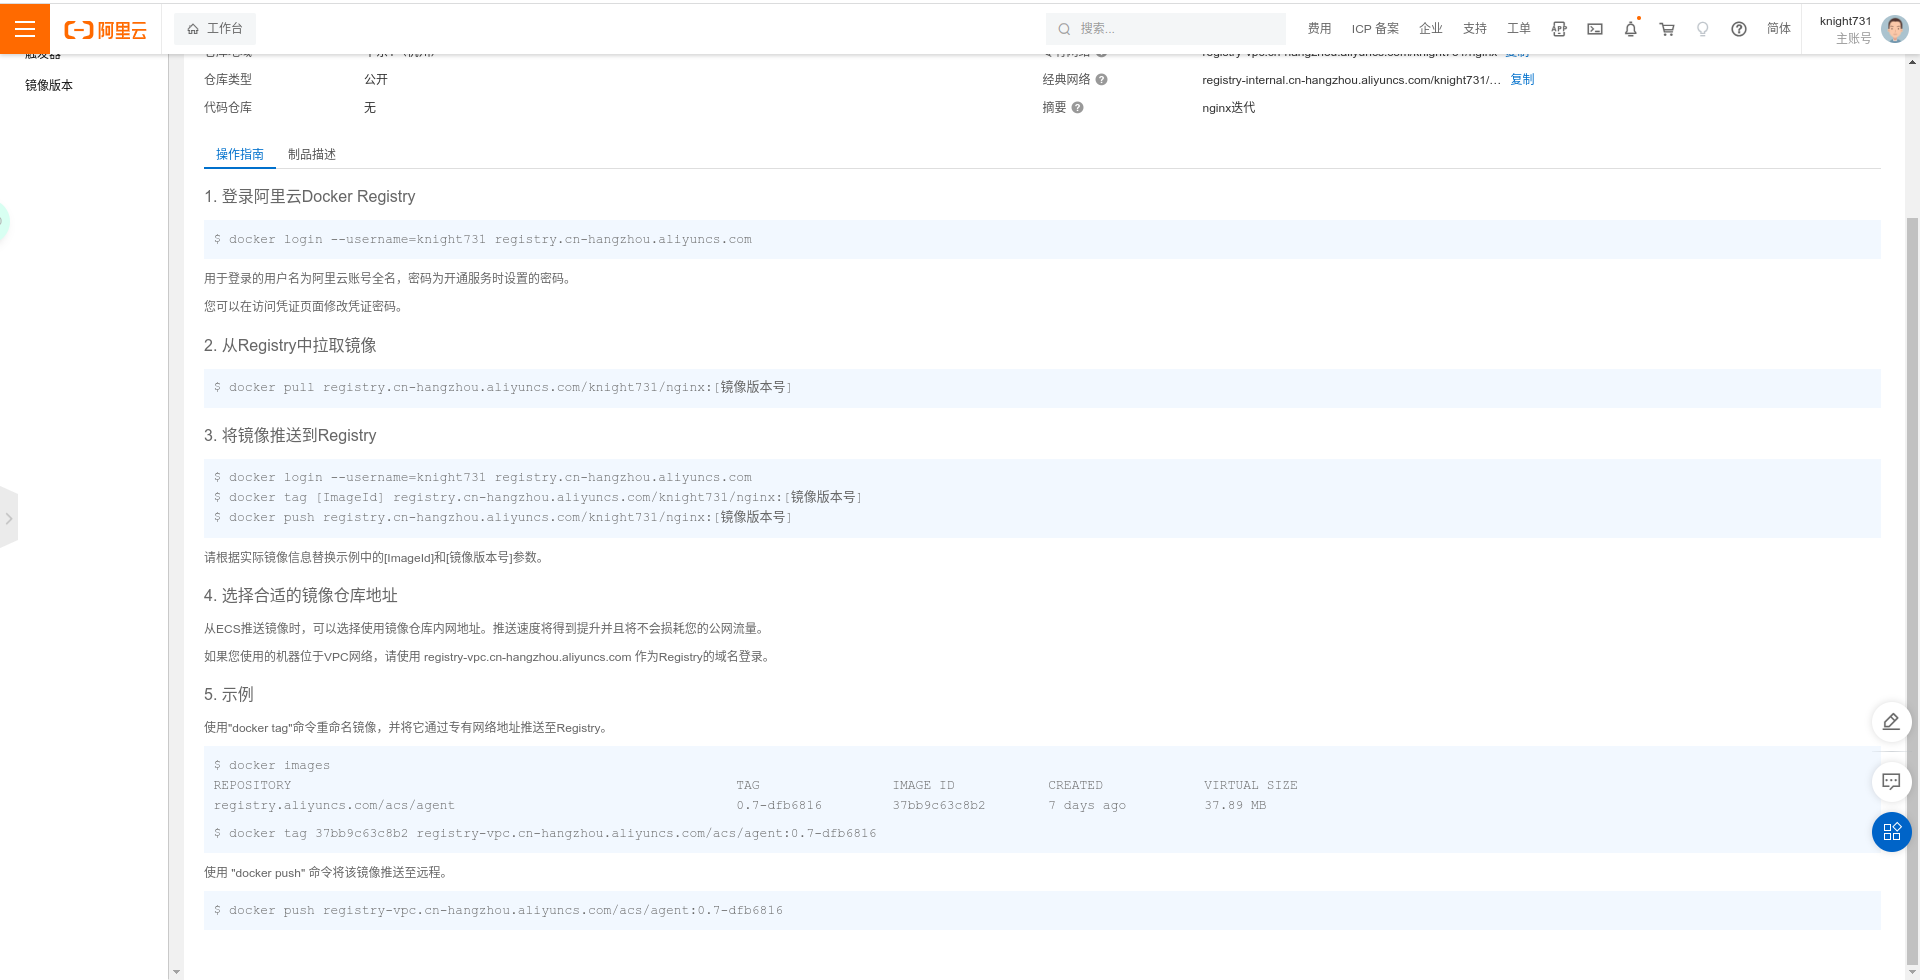 阿里云
工作台
搜索...
费用
ICP 备案
企业
支持
工单
简体
knight731
主账号
镜像版本
仓库类型
公开
经典网络
registry-internal.cn-hangzhou.aliyuncs.com/knight731/...
复制
代码仓库
无
摘要
nginx迭代
操作指南
制品描述
1. 登录阿里云Docker Registry
$ docker login --username=knight731 registry.cn-hangzhou.aliyuncs.com
用于登录的用户名为阿里云账号全名，密码为开通服务时设置的密码。
您可以在访问凭证页面修改凭证密码。
2. 从Registry中拉取镜像
$ docker pull registry.cn-hangzhou.aliyuncs.com/knight731/nginx:[镜像版本号]
3. 将镜像推送到Registry
$ docker login --username=knight731 registry.cn-hangzhou.aliyuncs.com
$ docker tag [ImageId] registry.cn-hangzhou.aliyuncs.com/knight731/nginx:[镜像版本号]
$ docker push registry.cn-hangzhou.aliyuncs.com/knight731/nginx:[镜像版本号]
请根据实际镜像信息替换示例中的[ImageId]和[镜像版本号]参数。
4. 选择合适的镜像仓库地址
从ECS推送镜像时，可以选择使用镜像仓库内网地址。推送速度将得到提升并且将不会损耗您的公网流量。
如果您使用的机器位于VPC网络，请使用 registry-vpc.cn-hangzhou.aliyuncs.com 作为Registry的域名登录。
5. 示例
使用"docker tag"命令重命名镜像，并将它通过专有网络地址推送至Registry。
$ docker images
REPOSITORY TAG IMAGE ID CREATED VIRTUAL SIZE
registry.aliyuncs.com/acs/agent 0.7-dfb6816 37bb9c63c8b2 7 days ago 37.89 MB
$ docker tag 37bb9c63c8b2 registry-vpc.cn-hangzhou.aliyuncs.com/acs/agent:0.7-dfb6816
使用 "docker push" 命令将该镜像推送至远程。
$ docker push registry-vpc.cn-hangzhou.aliyuncs.com/acs/agent:0.7-dfb6816